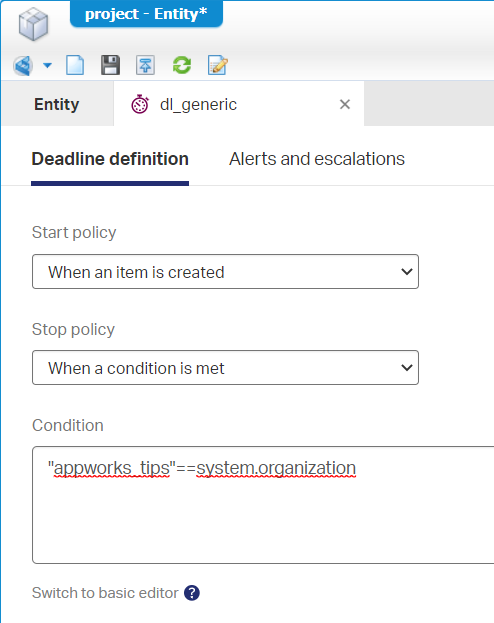 project - Entity*
Entity dl_generic
Deadline definition Alerts and escalations
Start policy
When an item is created
Stop policy
When a condition is met
Condition
"appworks_tips"==system.organization
Switch to basic editor ?